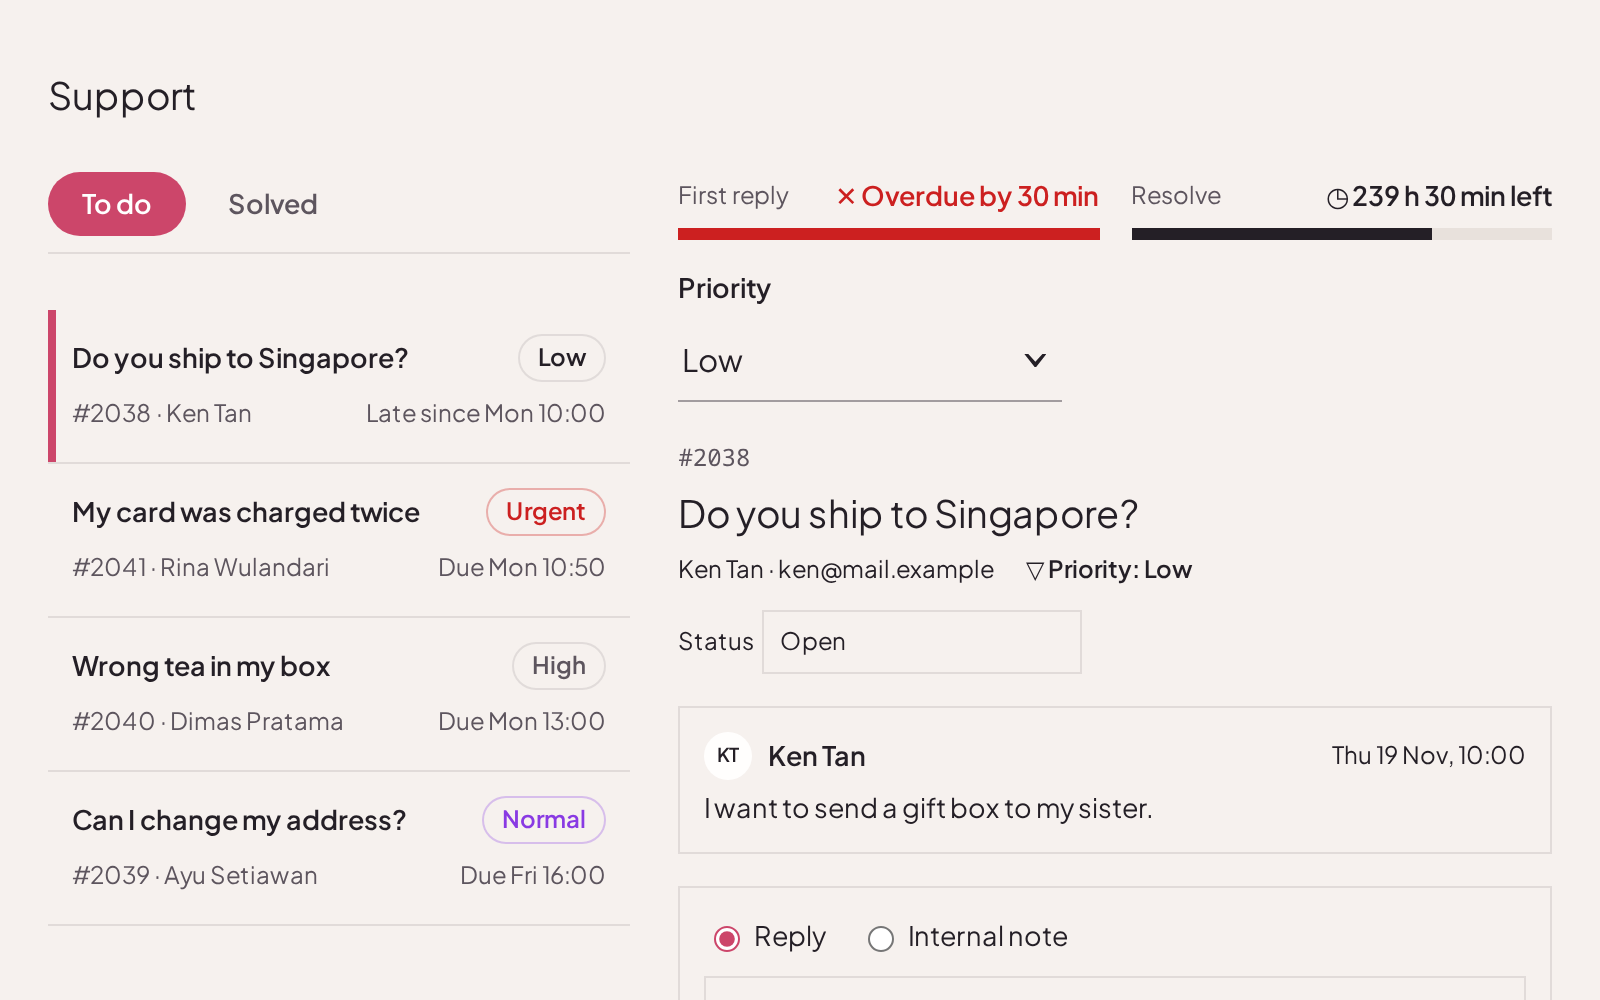 Support
To do
Solved
Do you ship to Singapore?
Low
#2038 · Ken Tan
Late since Mon 10:00
My card was charged twice
Urgent
#2041 · Rina Wulandari
Due Mon 10:50
Wrong tea in my box
High
#2040 · Dimas Pratama
Due Mon 13:00
Can I change my address?
Normal
#2039 · Ayu Setiawan
Due Fri 16:00
First reply
✕ Overdue by 30 min
Resolve
◷ 239 h 30 min left
Priority
Low
#2038
Do you ship to Singapore?
Ken Tan · ken@mail.example
▽ Priority: Low
Status
Open
KT
Ken Tan
Thu 19 Nov, 10:00
I want to send a gift box to my sister.
Reply
Internal note